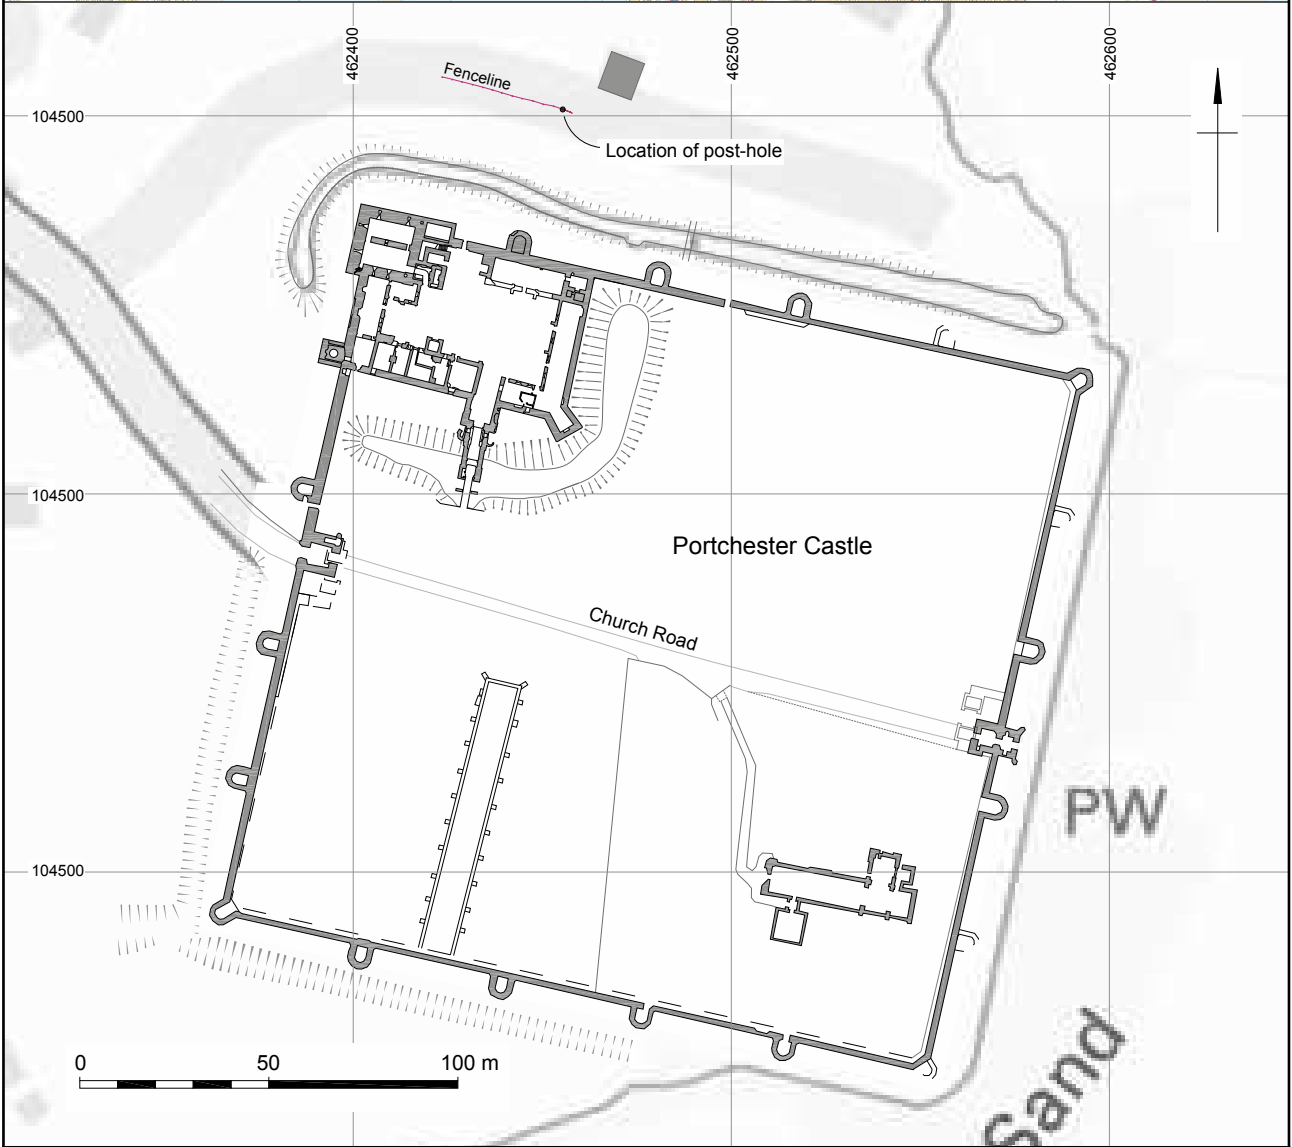 462400
462500
462600
Fenceline
104500
Location of post-hole
104500
Portchester Castle
Church Road
PW
104500
Sand
0 50 100 m